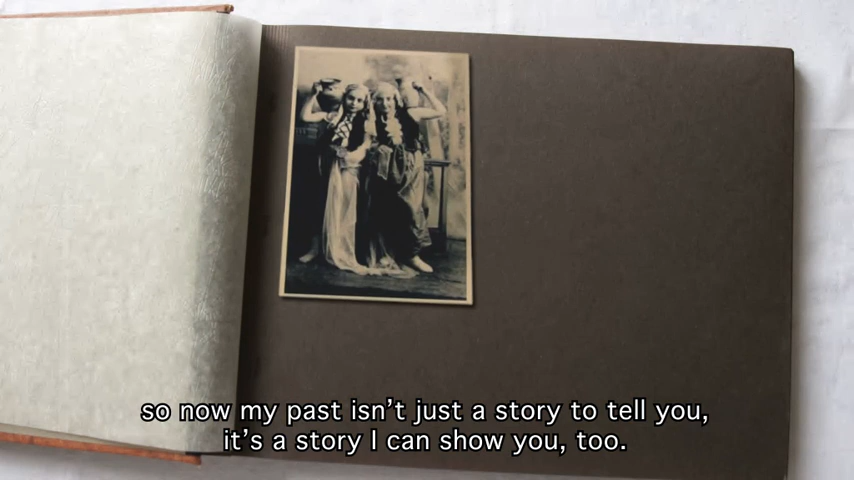 so now my past isn't just a story to tell you,
it's a story I can show you, too.